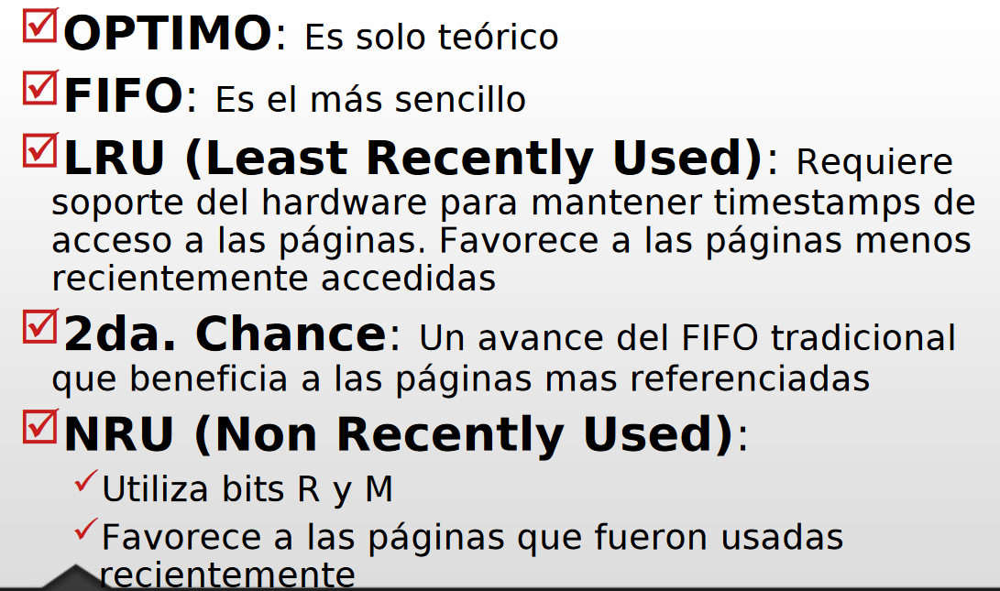 OPTIMO: Es solo teórico
FIFO: Es el más sencillo
LRU (Least Recently Used): Requiere
soporte del hardware para mantener timestamps de
acceso a las páginas. Favorece a las páginas menos
recientemente accedidas
2da. Chance: Un avance del FIFO tradicional
que beneficia a las páginas mas referenciadas
NRU (Non Recently Used):
Utiliza bits R y M
Favorece a las páginas que fueron usadas
recientemente